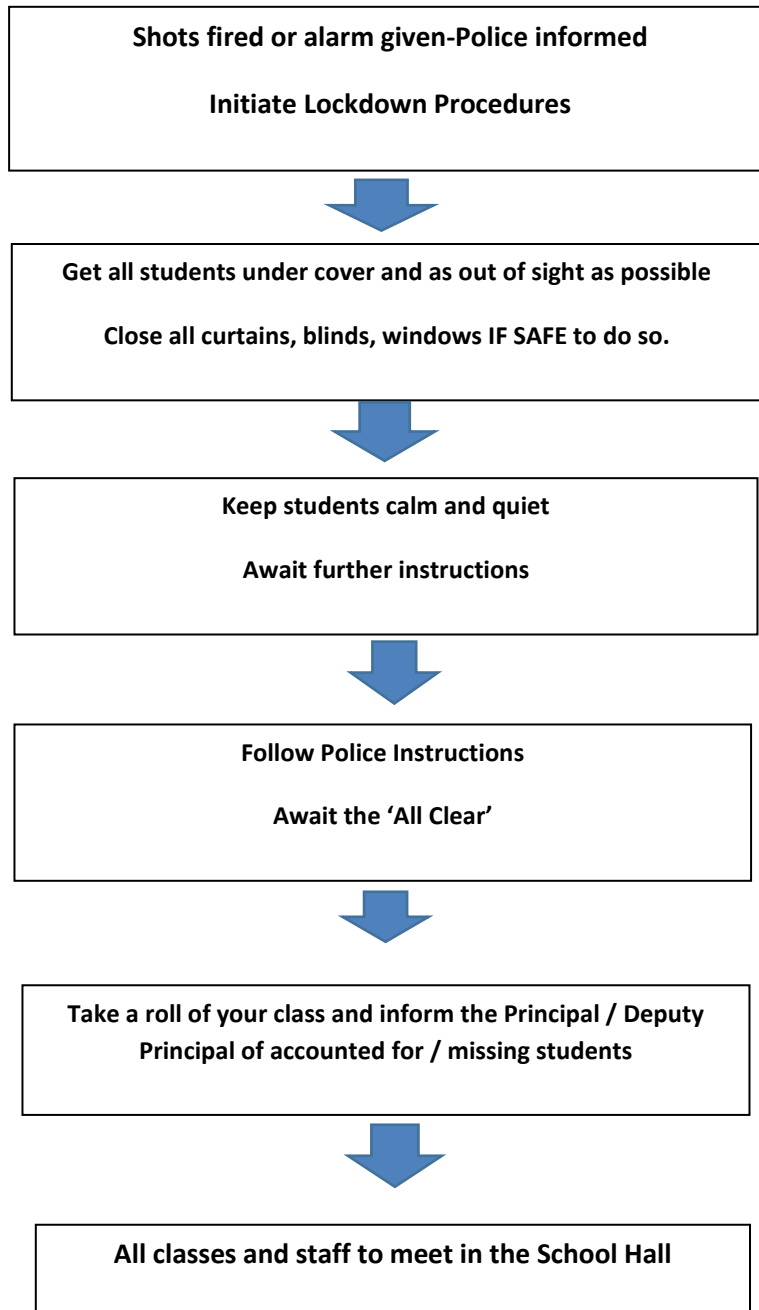 Shots fired or alarm given-Police informed
Initiate Lockdown Procedures
Get all students under cover and as out of sight as possible
Close all curtains, blinds, windows IF SAFE to do so.
Keep students calm and quiet
Await further instructions
Follow Police Instructions
Await the ‘All Clear’
Take a roll of your class and inform the Principal / Deputy
Principal of accounted for / missing students
All classes and staff to meet in the School Hall